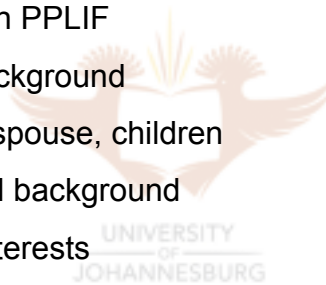 n PPLIF
ckground
spouse, children
l background
terests
UNIVERSITY
OF
JOHANNESBURG